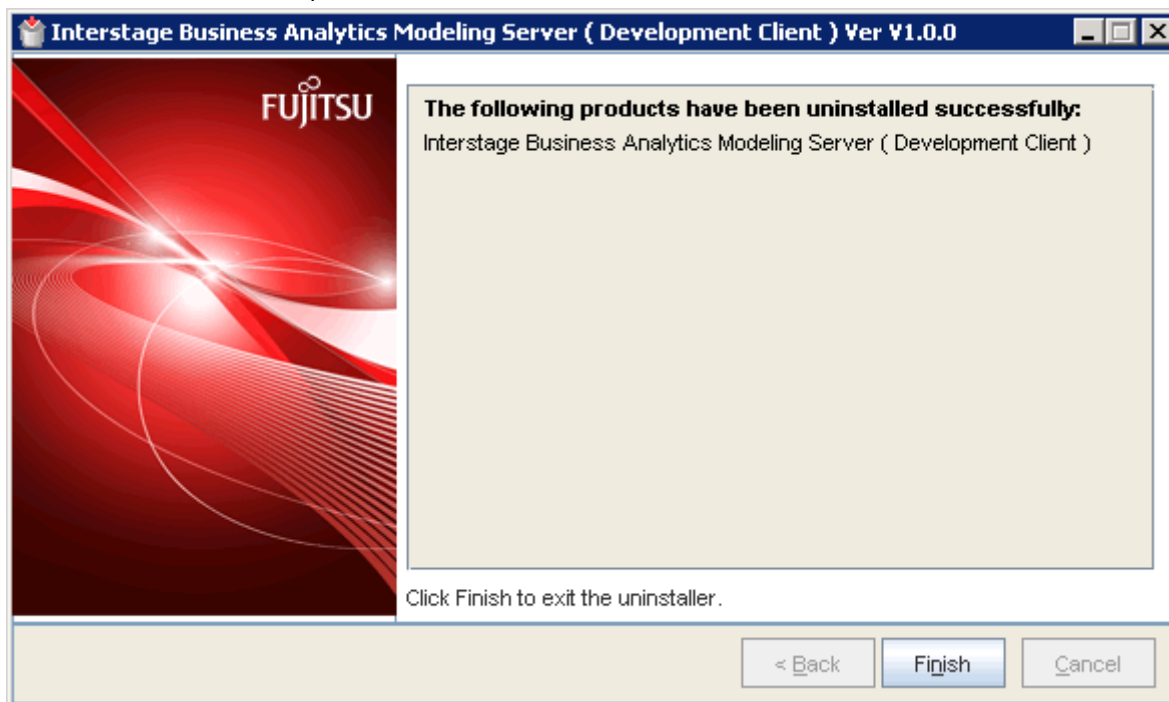 Interstage Business Analytics Modeling Server ( Development Client ) Ver V1.0.0
FUJITSU
The following products have been uninstalled successfully:
Interstage Business Analytics Modeling Server ( Development Client )
Click Finish to exit the uninstaller.
< Back
Finish
Cancel